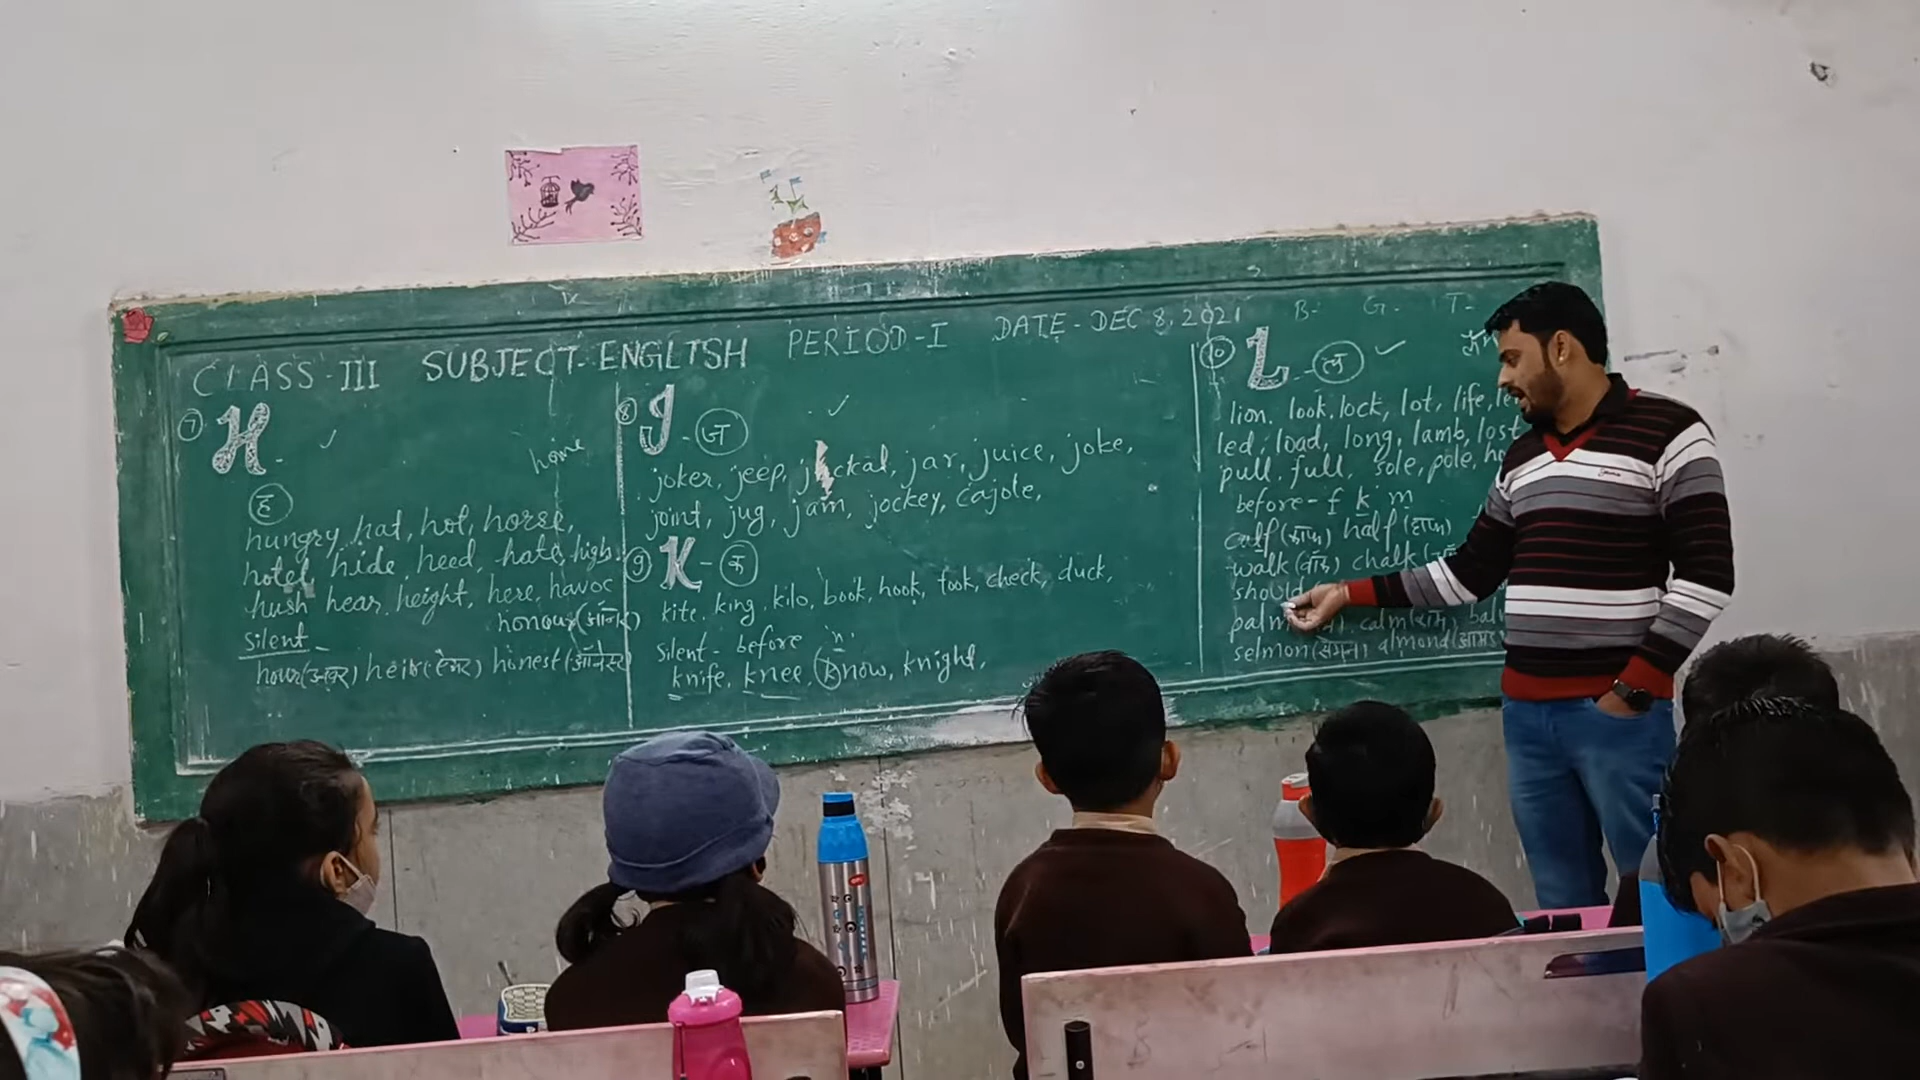 CLASS-III SUBJECT-ENGLISH PERIOD-I DATE-DEC 8, 2021 B- G- T-
7 H
home
ह
hungry, hat, hot, horse,
hotel, hide, heed, hate, high.
hush hear, height, here, havoc
silent honour(ऑनर)
hour(आवर) heir(ऐअर) honest(ऑनेस्ट)
8 J - ज
joker, jeep, jackal, jar, juice, joke,
joint, jug, jam, jockey, cajole,
9 K - क
kite, king, kilo, book, hook, took, check, duck,
silent - before 'n'.
knife, knee, know, knight,
10 L - ल
lion, look, lock, lot, life,
led, load, long, lamb, lost
pull, full, sole, pole,
before - f k m
calf(काफ) half(हाफ)
walk(वॉक) chalk
should
palm calm(काम)
selmon(सेमन) almond